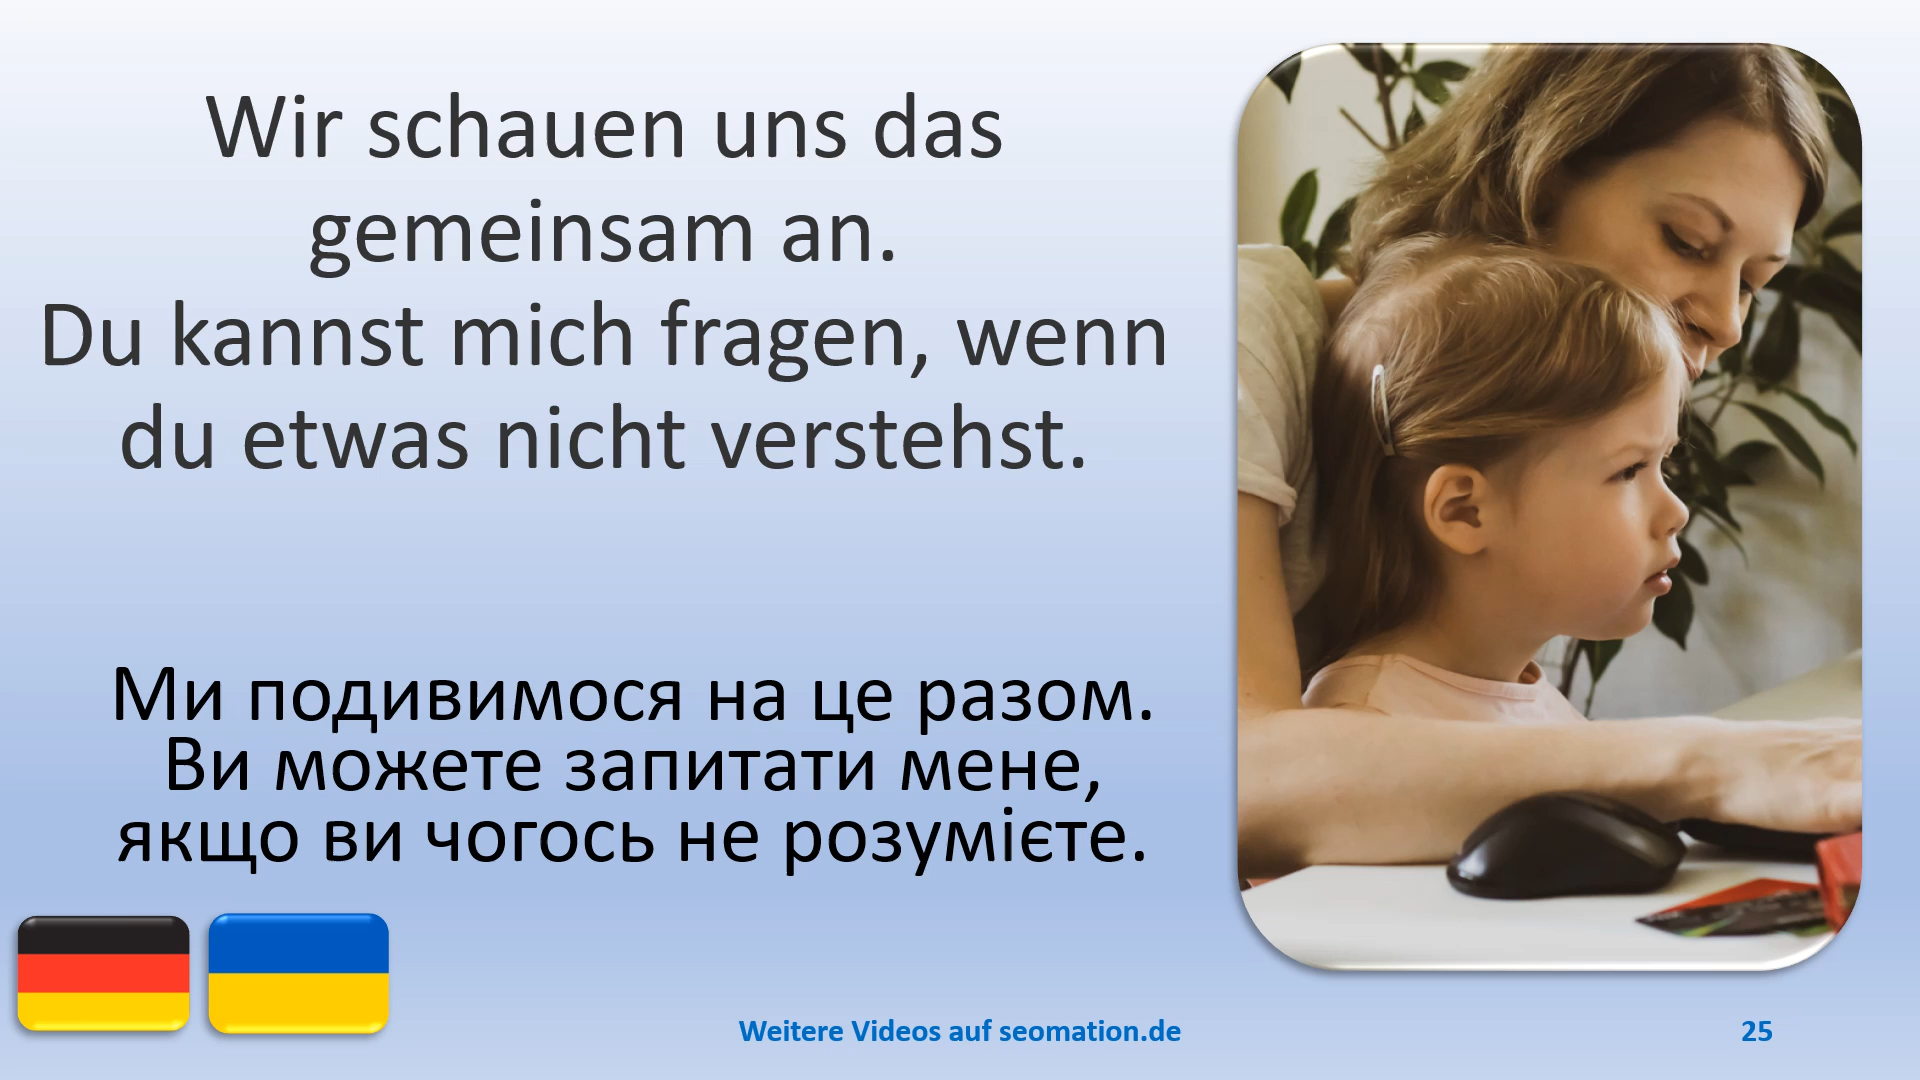 Wir schauen uns das
gemeinsam an.
Du kannst mich fragen, wenn
du etwas nicht verstehst.
Ми подивимося на це разом.
Ви можете запитати мене,
якщо ви чогось не розумієте.
Weitere Videos auf seomation.de
25